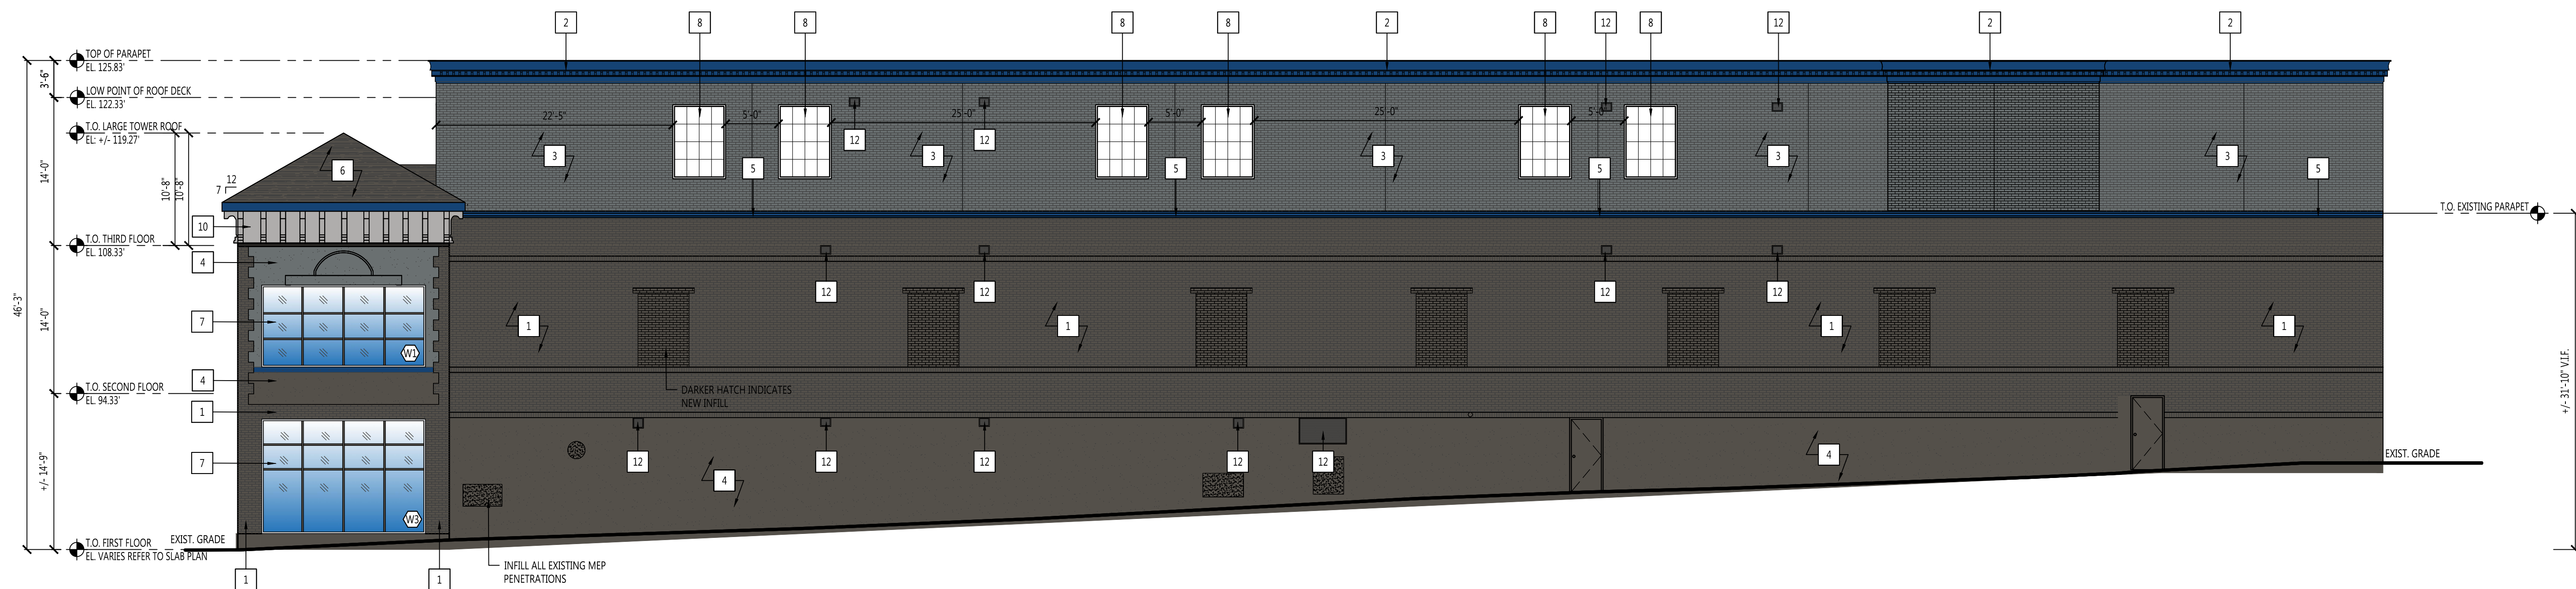 2
8
8
8
8
2
8
12
8
12
2
2
TOP OF PARAPET
EL. 125.83'
3'-6"
LOW POINT OF ROOF DECK
EL. 122.33'
22'-5"
5'-0"
25'-0"
5'-0"
25'-0"
5'-0"
T.O. LARGE TOWER ROOF
EL: +/- 119.27'
12
12
3
3
3
3
3
6
5
5
5
5
14'-0"
10'-8"
10'-8"
12
7
T.O. EXISTING PARAPET
10
T.O. THIRD FLOOR
EL. 108.33'
4
12
12
12
12
46'-3"
14'-0"
7
W1
1
1
1
1
4
T.O. SECOND FLOOR
EL. 94.33'
DARKER HATCH INDICATES
NEW INFILL
+/- 31'-10" V.I.F.
1
+/- 14'-9"
7
12
12
12
12
12
4
4
EXIST. GRADE
W3
EXIST. GRADE
T.O. FIRST FLOOR
EL. VARIES REFER TO SLAB PLAN
INFILL ALL EXISTING MEP
PENETRATIONS
1
1